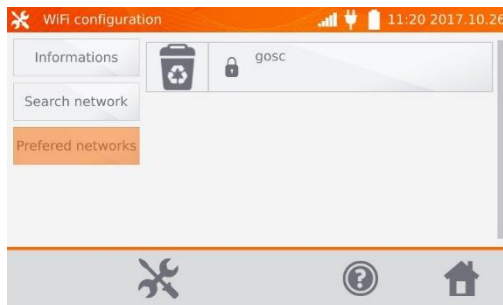 WiFi configuration 11:20 2017.10.26
Informations
gosc
Search network
Prefered networks